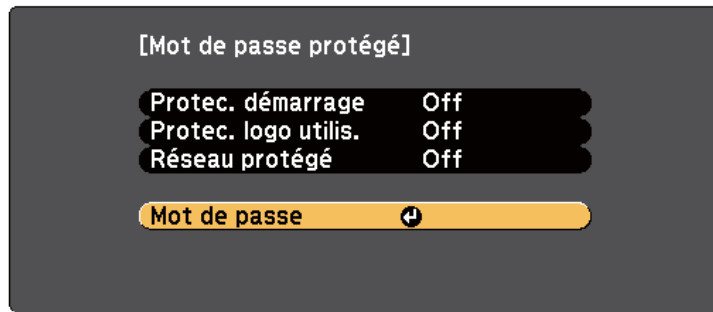 [Mot de passe protégé]
Protec. démarrage Off
Protec. logo utilis. Off
Réseau protégé Off
Mot de passe